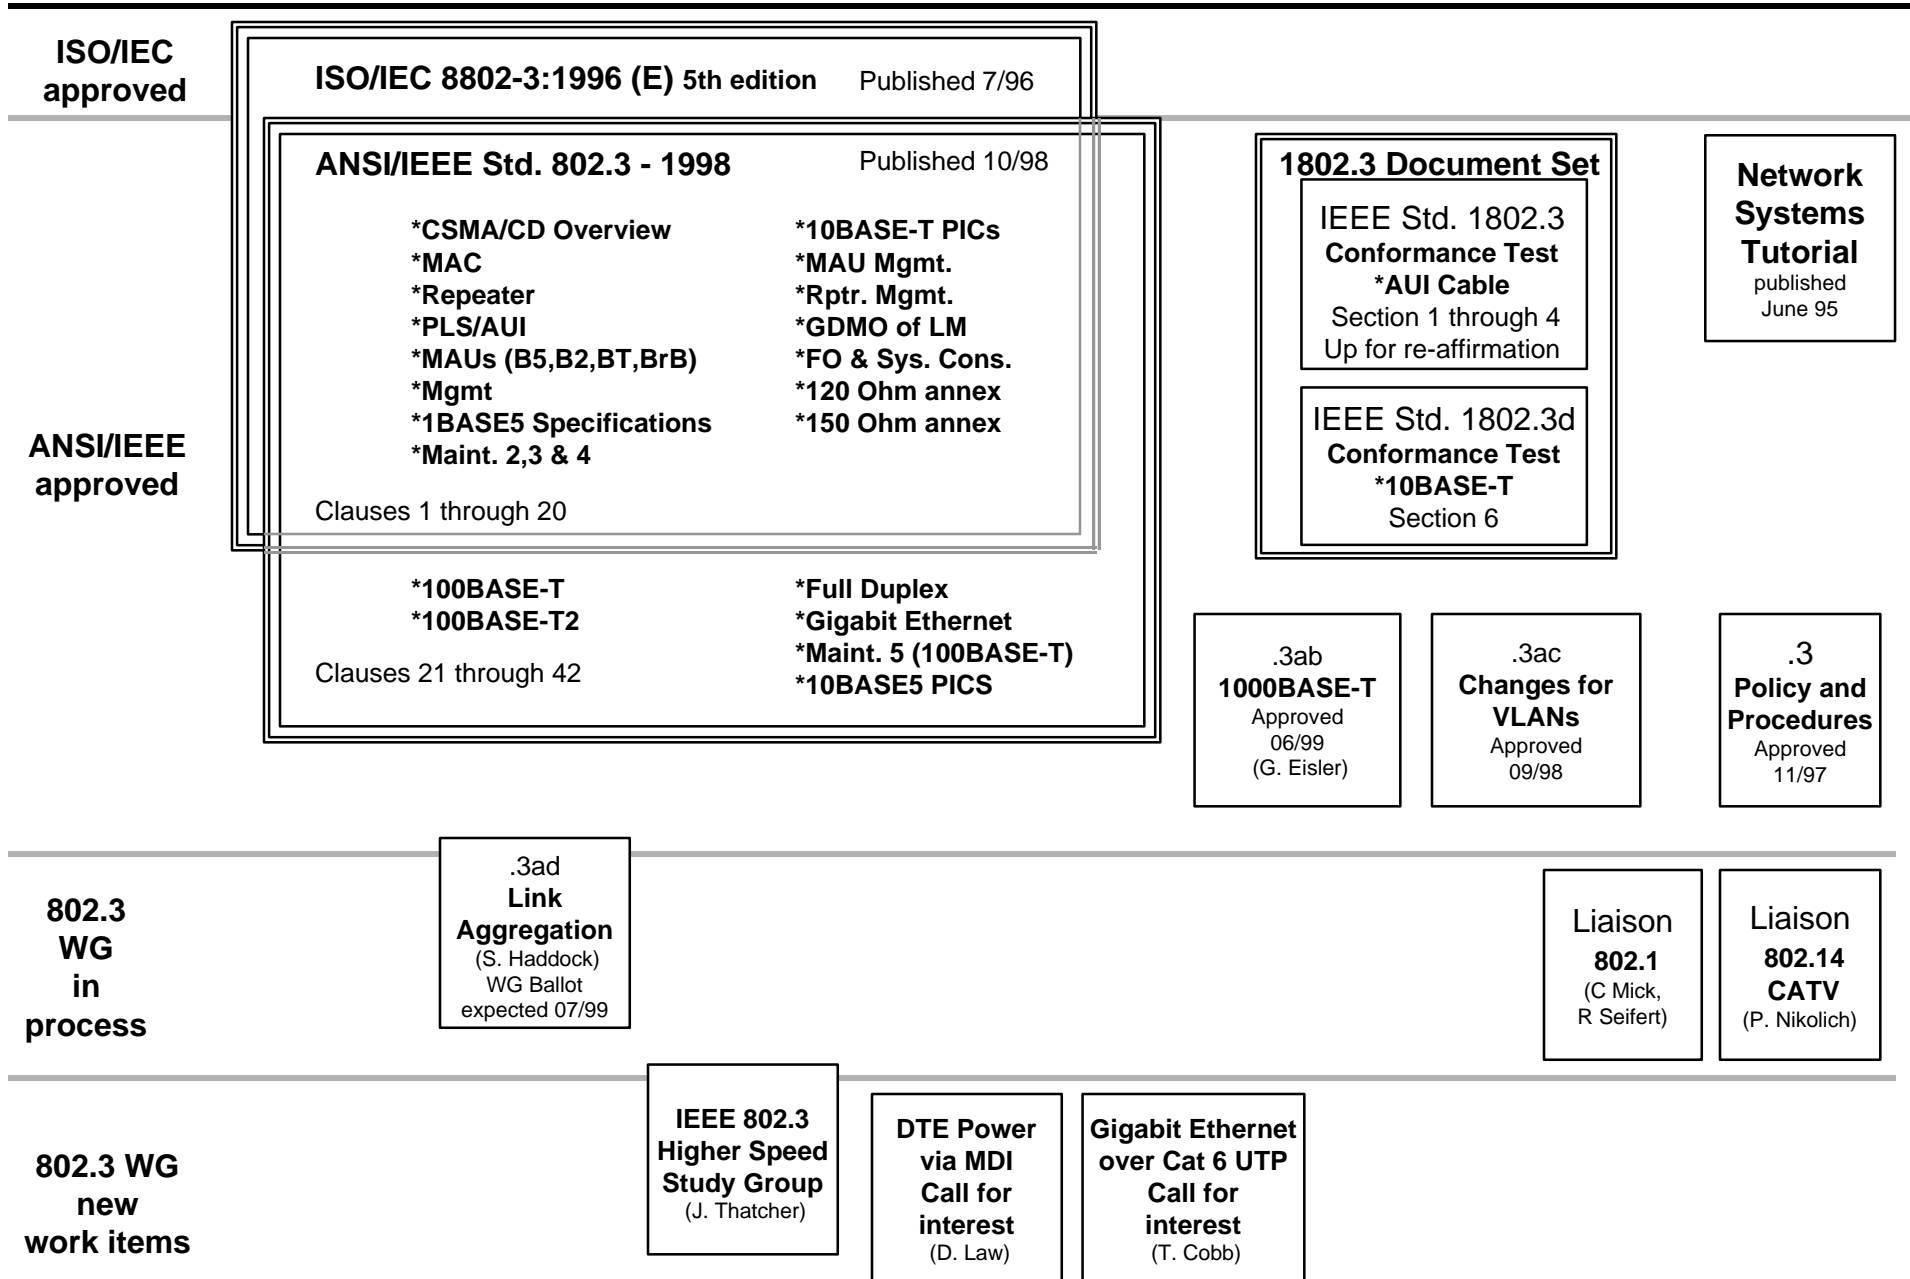 ISO/IEC
approved
ISO/IEC 8802-3:1996 (E) 5th edition Published 7/96
ANSI/IEEE
approved
ANSI/IEEE Std. 802.3 - 1998 Published 10/98
*CSMA/CD Overview
*MAC
*Repeater
*PLS/AUI
*MAUs (B5,B2,BT,BrB)
*Mgmt
*1BASE5 Specifications
*Maint. 2,3 & 4
*10BASE-T PICs
*MAU Mgmt.
*Rptr. Mgmt.
*GDMO of LM
*FO & Sys. Cons.
*120 Ohm annex
*150 Ohm annex
Clauses 1 through 20
*100BASE-T
*100BASE-T2
*Full Duplex
*Gigabit Ethernet
*Maint. 5 (100BASE-T)
*10BASE5 PICS
Clauses 21 through 42
1802.3 Document Set
IEEE Std. 1802.3
Conformance Test
*AUI Cable
Section 1 through 4
Up for re-affirmation
IEEE Std. 1802.3d
Conformance Test
*10BASE-T
Section 6
Network
Systems
Tutorial
published
June 95
.3ab
1000BASE-T
Approved
06/99
(G. Eisler)
.3ac
Changes for
VLANs
Approved
09/98
.3
Policy and
Procedures
Approved
11/97
802.3
WG
in
process
.3ad
Link
Aggregation
(S. Haddock)
WG Ballot
expected 07/99
Liaison
802.1
(C Mick,
R Seifert)
Liaison
802.14
CATV
(P. Nikolich)
802.3 WG
new
work items
IEEE 802.3
Higher Speed
Study Group
(J. Thatcher)
DTE Power
via MDI
Call for
interest
(D. Law)
Gigabit Ethernet
over Cat 6 UTP
Call for
interest
(T. Cobb)